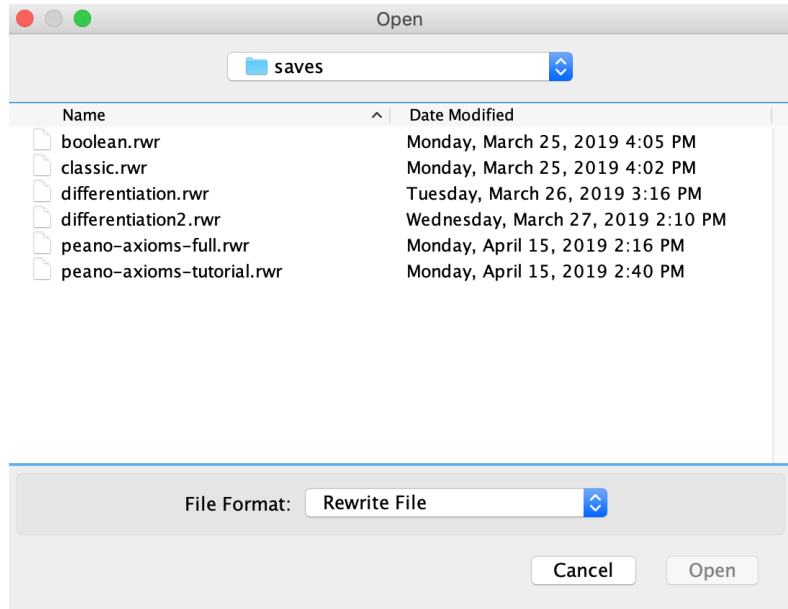 Open
saves
Name Date Modified
boolean.rwr Monday, March 25, 2019 4:05 PM
classic.rwr Monday, March 25, 2019 4:02 PM
differentiation.rwr Tuesday, March 26, 2019 3:16 PM
differentiation2.rwr Wednesday, March 27, 2019 2:10 PM
peano-axioms-full.rwr Monday, April 15, 2019 2:16 PM
peano-axioms-tutorial.rwr Monday, April 15, 2019 2:40 PM
File Format: Rewrite File
Cancel Open